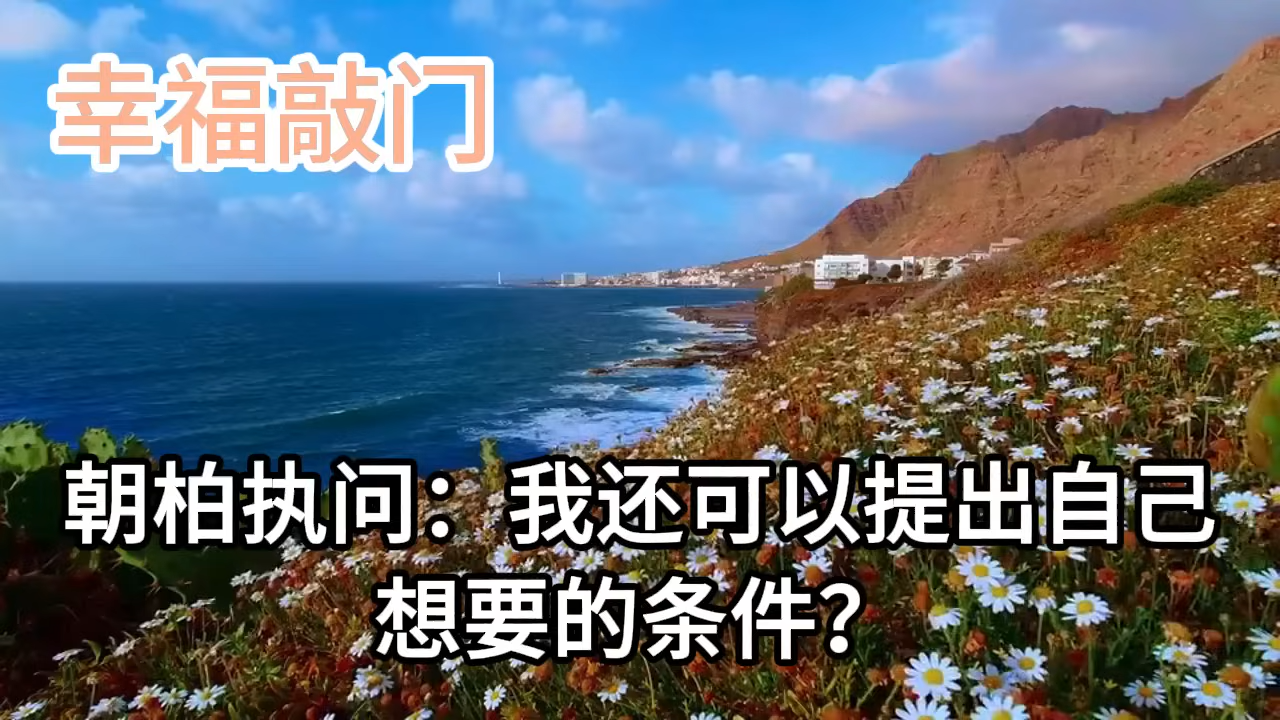 幸福敲门
朝柏执问：我还可以提出自己
想要的条件？